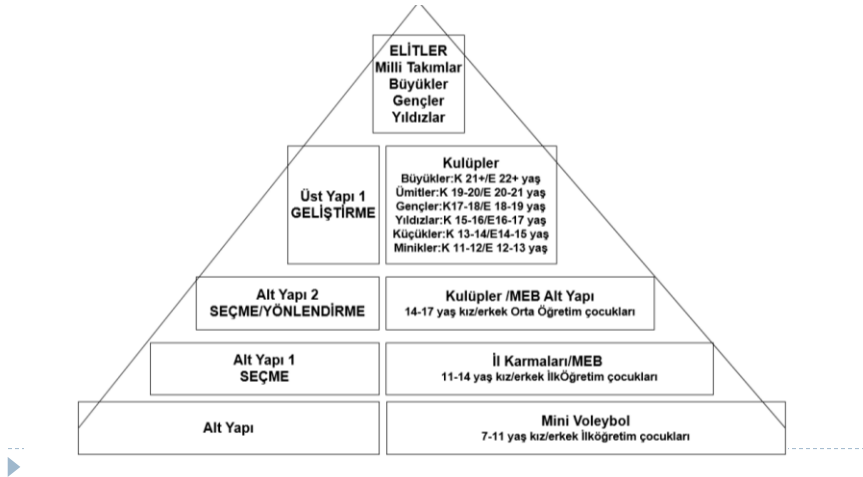 ELİTLER
Milli Takımlar
Büyükler
Gençler
Yıldızlar
Üst Yapı 1
GELİŞTİRME
Kulüpler
Büyükler:K 21+/E 22+ yaş
Ümitler:K 19-20/E 20-21 yaş
Gençler:K17-18/E 18-19 yaş
Yıldızlar:K 15-16/E16-17 yaş
Küçükler:K 13-14/E14-15 yaş
Minikler:K 11-12/E 12-13 yaş
Alt Yapı 2
SEÇME/YÖNLENDİRME
Kulüpler /MEB Alt Yapı
14-17 yaş kız/erkek Orta Öğretim çocukları
Alt Yapı 1
SEÇME
İl Karmaları/MEB
11-14 yaş kız/erkek İlkÖğretim çocukları
Alt Yapı
Mini Voleybol
7-11 yaş kız/erkek İlköğretim çocukları